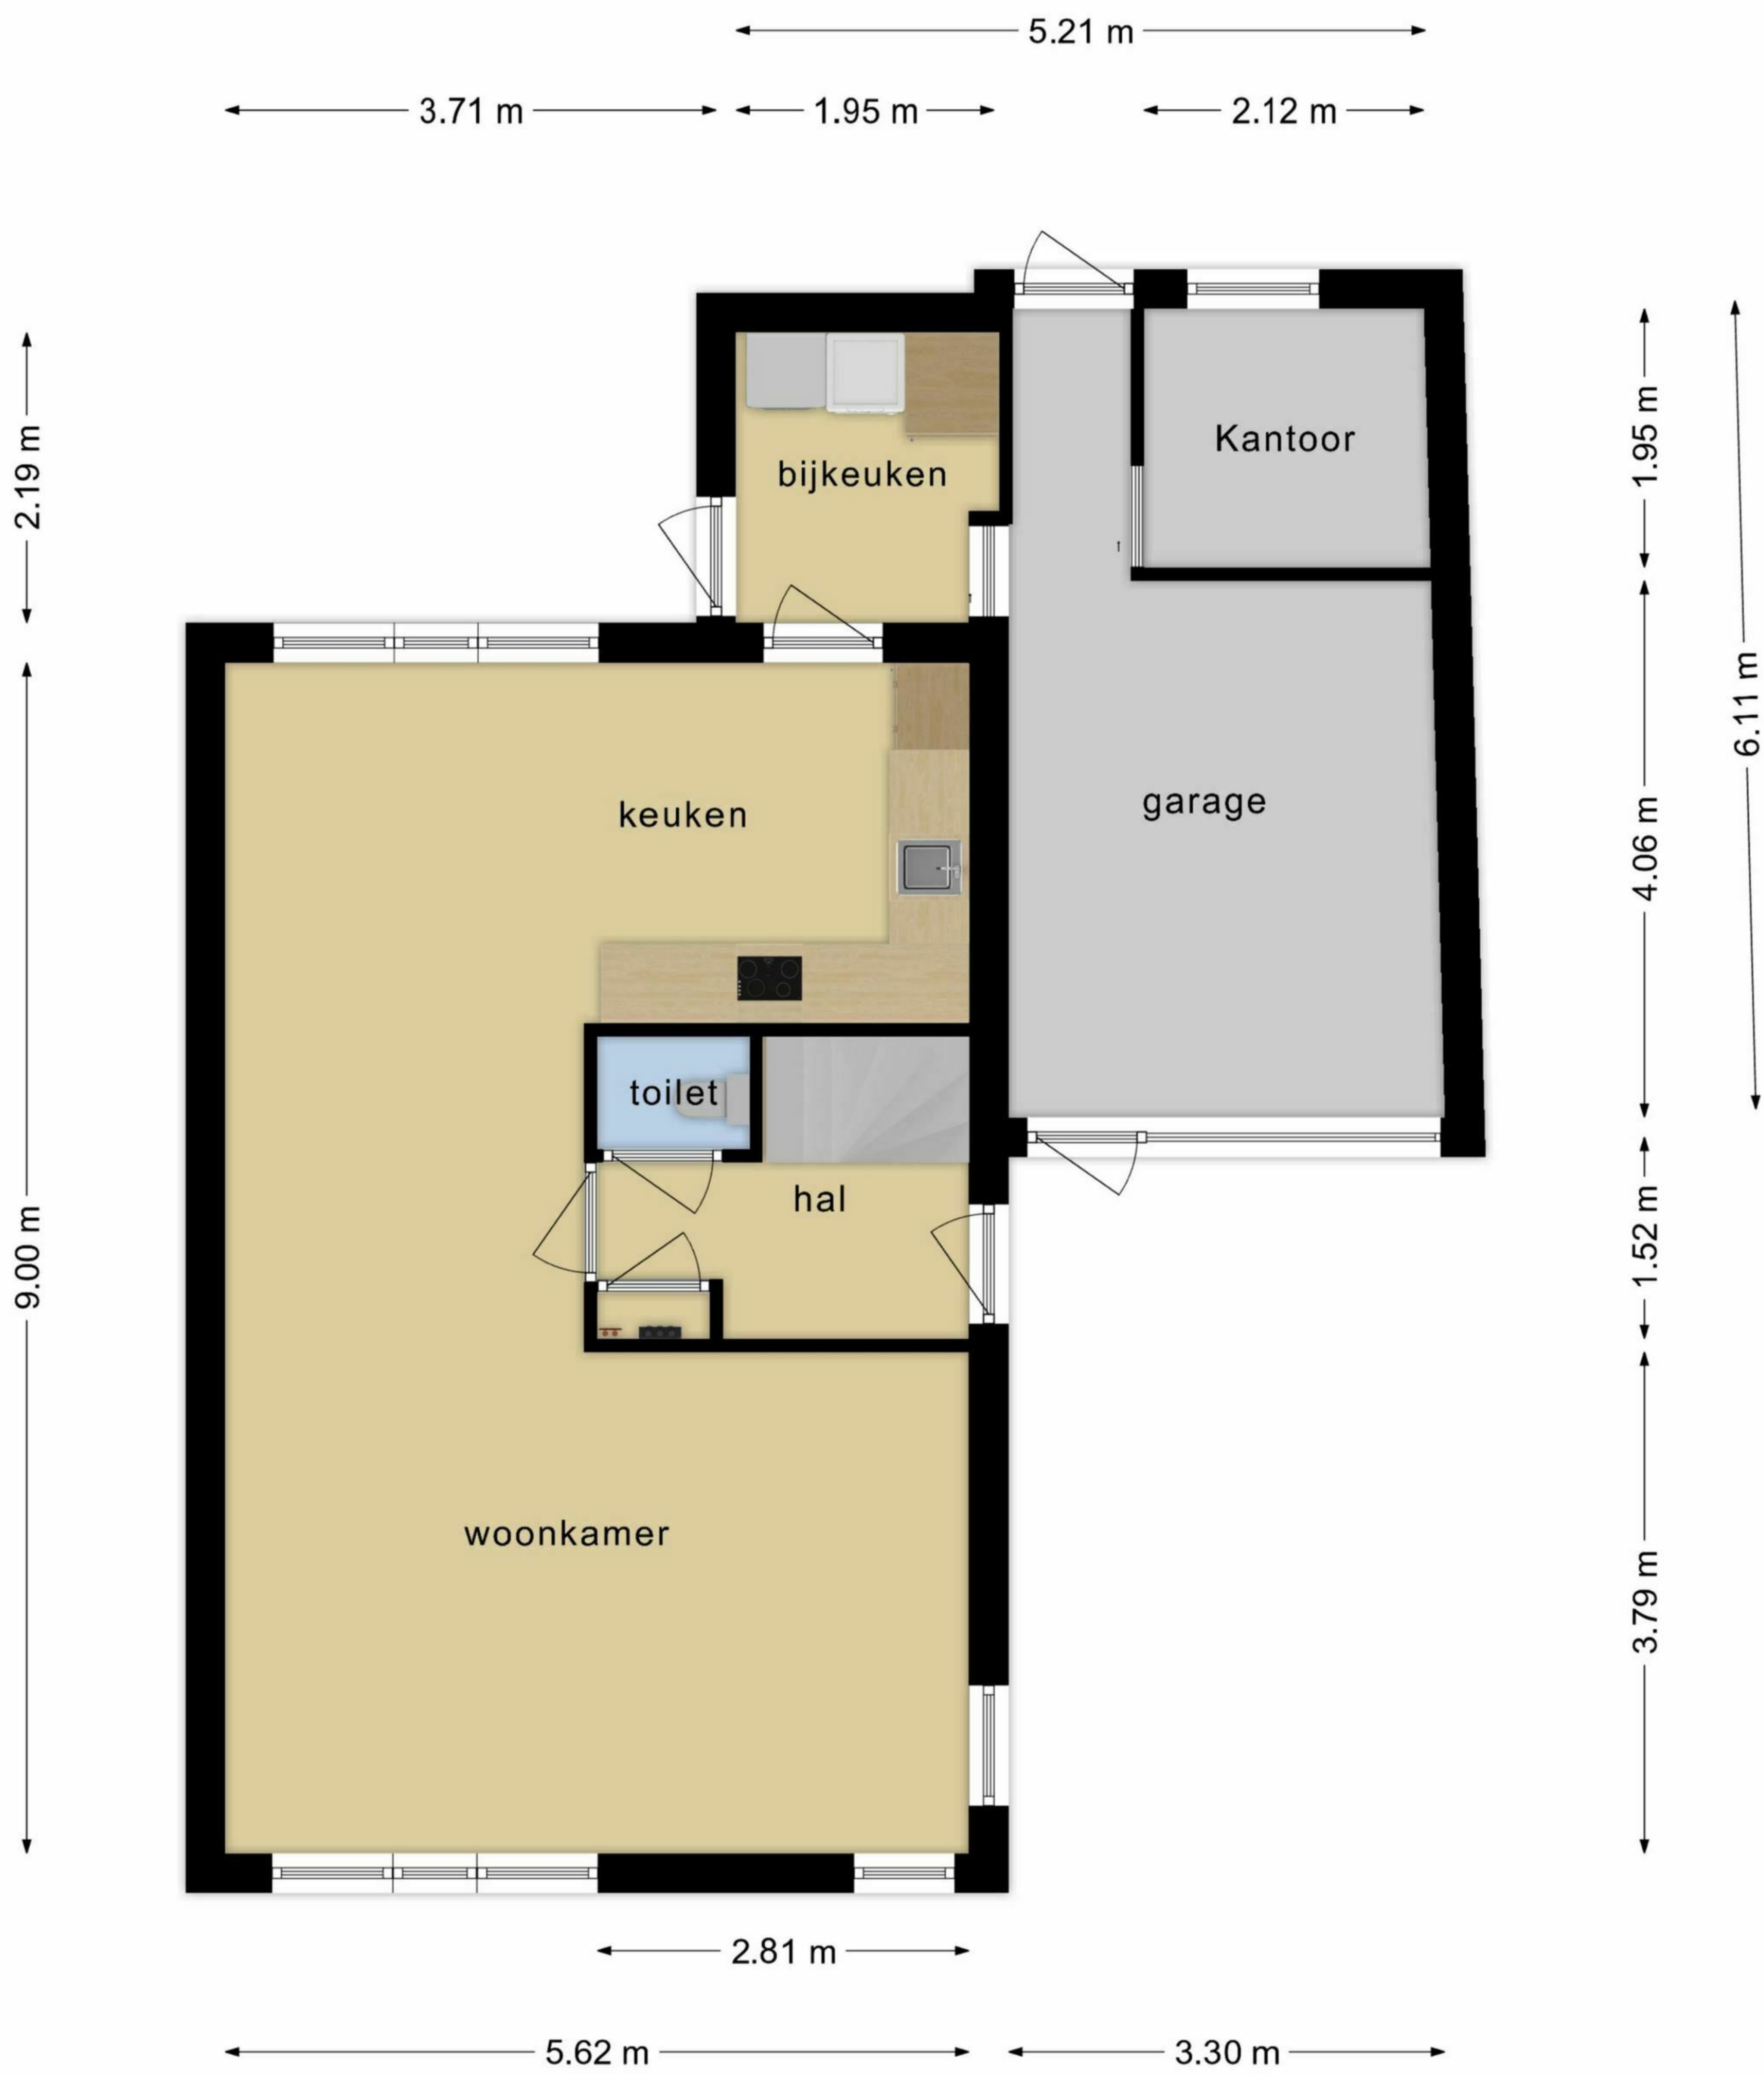 5.21 m
3.71 m
1.95 m
2.12 m
2.19 m
bijkeuken
Kantoor
1.95 m
6.11 m
keuken
garage
4.06 m
toilet
hal
9.00 m
1.52 m
woonkamer
3.79 m
2.81 m
5.62 m
3.30 m